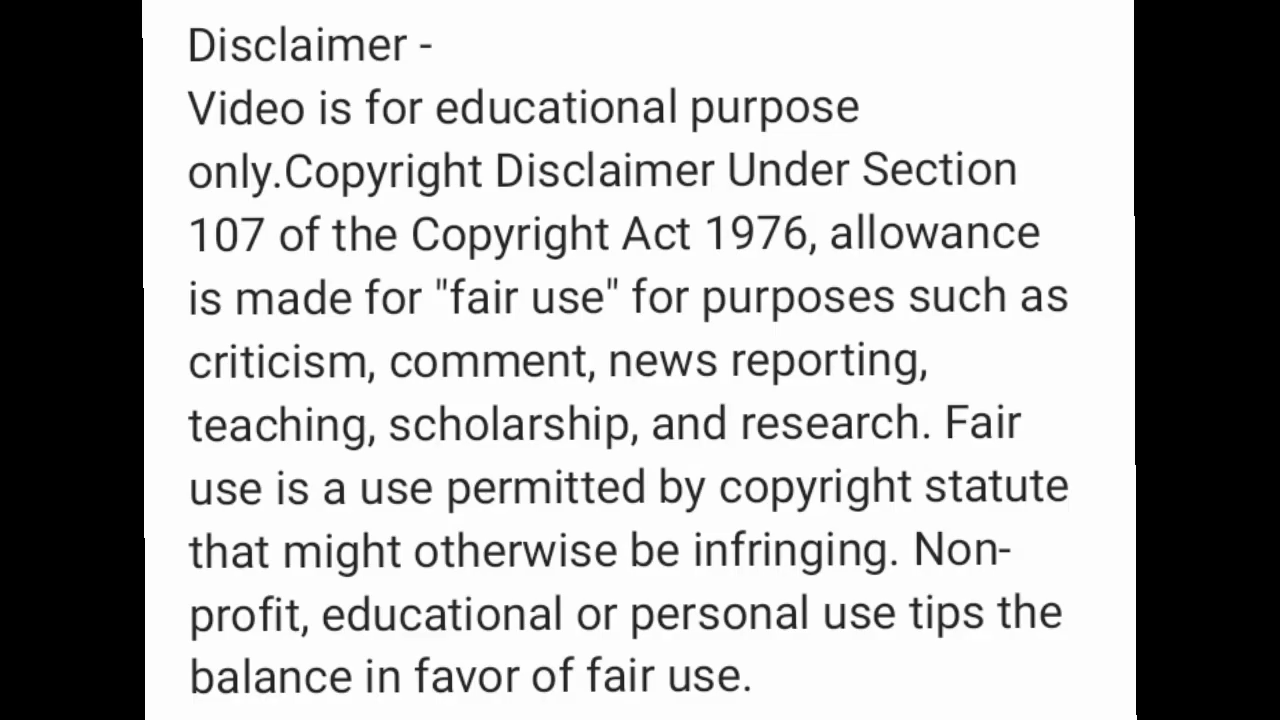 Disclaimer -
Video is for educational purpose
only.Copyright Disclaimer Under Section
107 of the Copyright Act 1976, allowance
is made for "fair use" for purposes such as
criticism, comment, news reporting,
teaching, scholarship, and research. Fair
use is a use permitted by copyright statute
that might otherwise be infringing. Non-
profit, educational or personal use tips the
balance in favor of fair use.